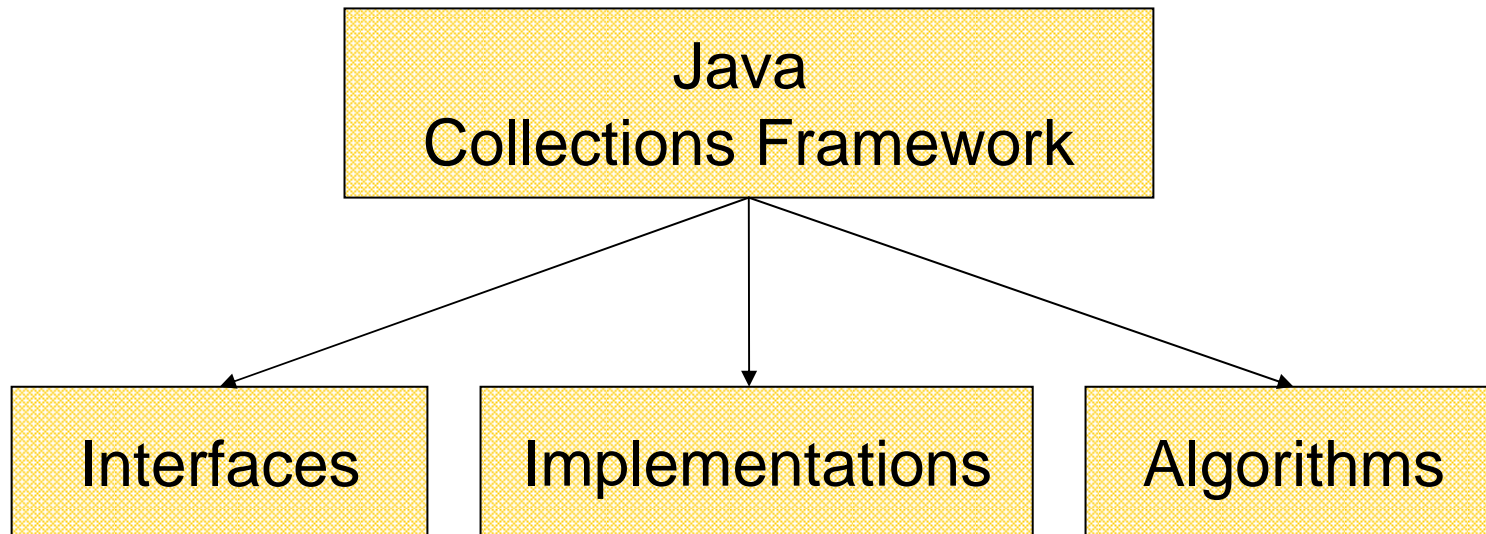 Java
Collections Framework
Interfaces
Implementations
Algorithms